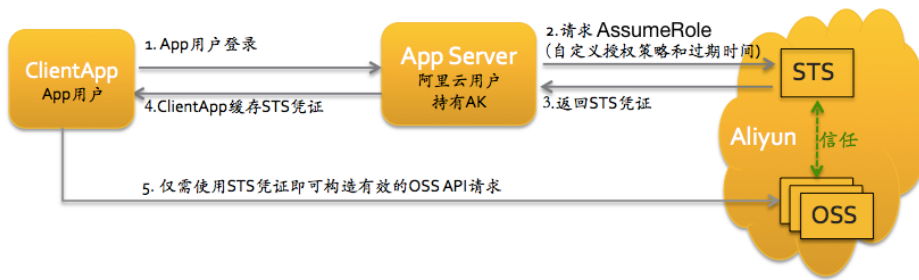 1. App用户登录
2.请求 AssumeRole
(自定义授权策略和过期时间)
ClientApp
App用户
App Server
阿里云用户
持有AK
STS
4.ClientApp缓存STS凭证
3.返回STS凭证
Aliyun
信任
5. 仅需使用STS凭证即可构造有效的OSS API请求
OSS